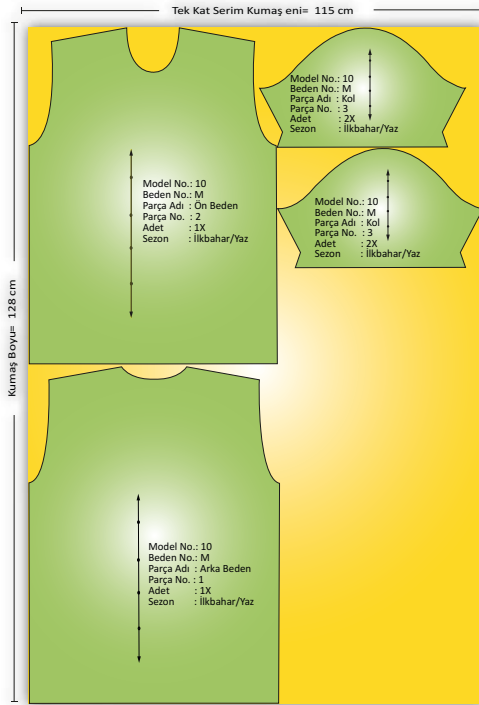 Tek Kat Serim Kumaş eni= 115 cm
Kumaş Boyu= 128 cm
Model No.: 10
Beden No.: M
Parça Adı : Ön Beden
Parça No. : 2
Adet : 1X
Sezon : İlkbahar/Yaz
Model No.: 10
Beden No.: M
Parça Adı : Kol
Parça No. : 3
Adet : 2X
Sezon : İlkbahar/Yaz
Model No.: 10
Beden No.: M
Parça Adı : Kol
Parça No. : 3
Adet : 2X
Sezon : İlkbahar/Yaz
Model No.: 10
Beden No.: M
Parça Adı : Arka Beden
Parça No. : 1
Adet : 1X
Sezon : İlkbahar/Yaz